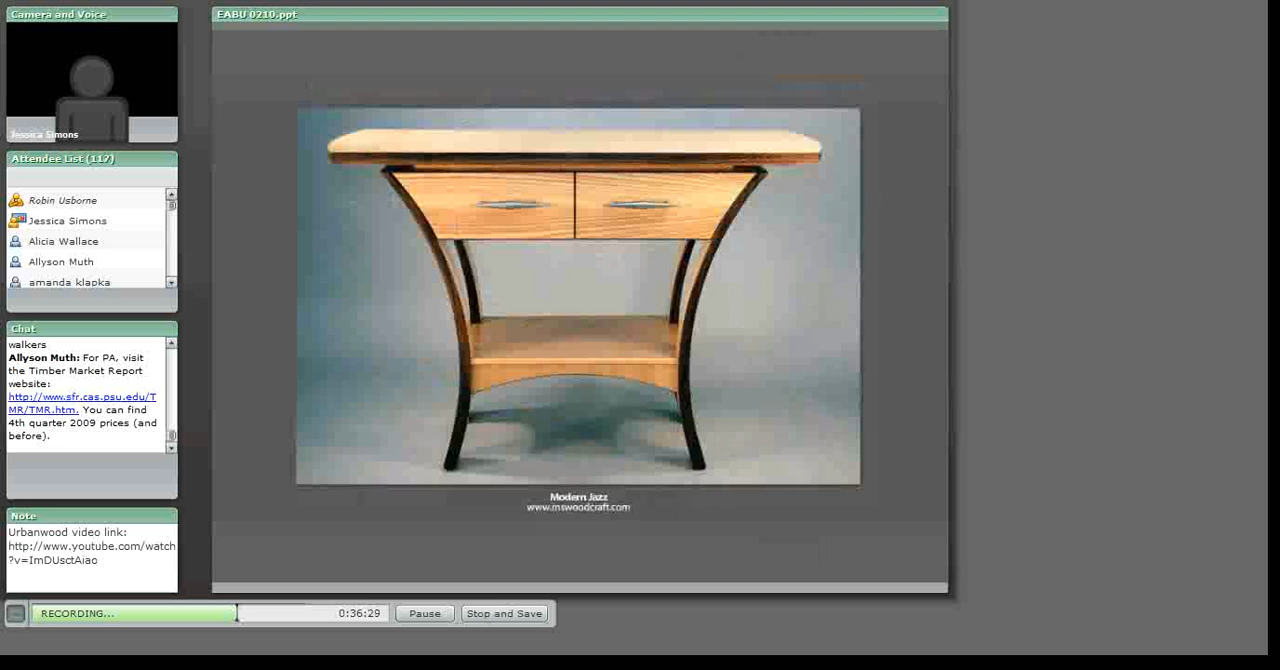 Camera and Voice
Jessica Simons
Attendee List (117)
Robin Usborne
Jessica Simons
Alicia Wallace
Allyson Muth
amanda klapka
Chat
walkers
Allyson Muth: For PA, visit
the Timber Market Report
website:
http://www.sfr.cas.psu.edu/T
MR/TMR.htm. You can find
4th quarter 2009 prices (and
before).
Note
Urbanwood video link:
http://www.youtube.com/watch
?v=ImDUsctAiao
EABU 0210.ppt
Modern Jazz
www.mswoodcraft.com
RECORDING...
0:36:29
Pause
Stop and Save